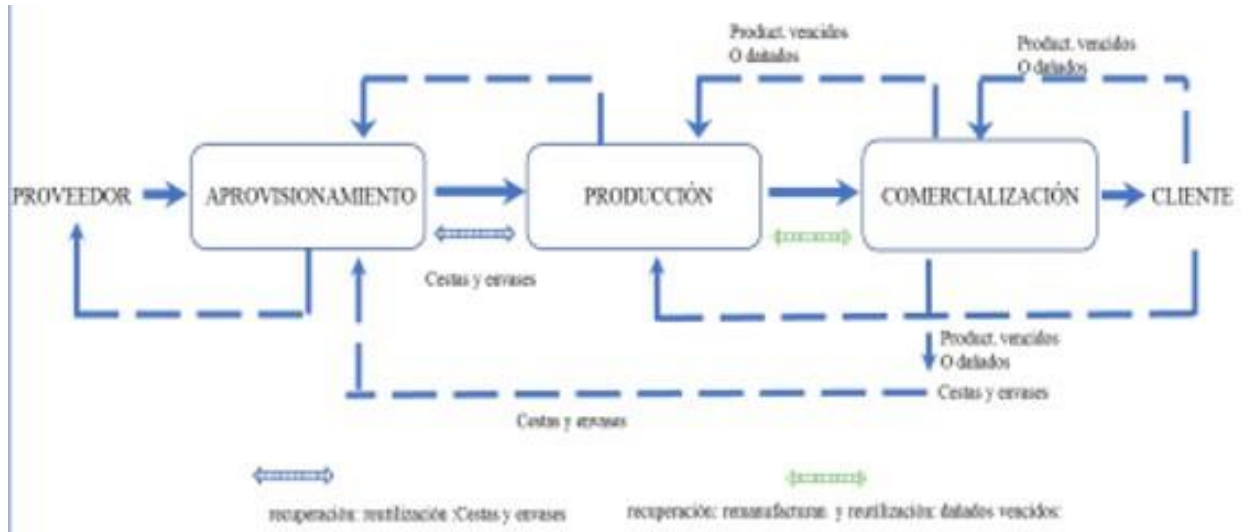 Product. vencidos
O dañados
Product. vencidos
O dañados
PROVEEDOR
APROVISIONAMIENTO
PRODUCCIÓN
COMERCIALIZACIÓN
CLIENTE
Cestas y envases
Product. vencidos
O dañados
Cestas y envases
Cestas y envases
recuperación: reutilización :Cestas y envases
recuperación: remanufacturan y reutilización: dañados vencidos: